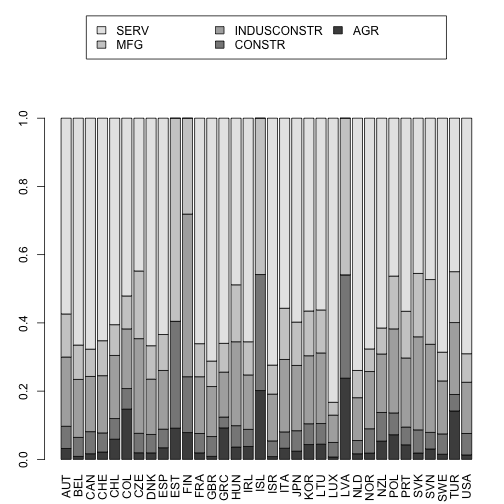 SERV INDUSCONSTR AGR
MFG CONSTR
1.0
0.8
0.6
0.4
0.2
0.0
AUT BEL CAN CHE CHL COL CZE DNK ESP EST FIN FRA GBR GRC HUN IRL ISL ISR ITA JPN KOR LTU LUX LVA NLD NOR NZL POL PRT SVK SVN SWE TUR USA